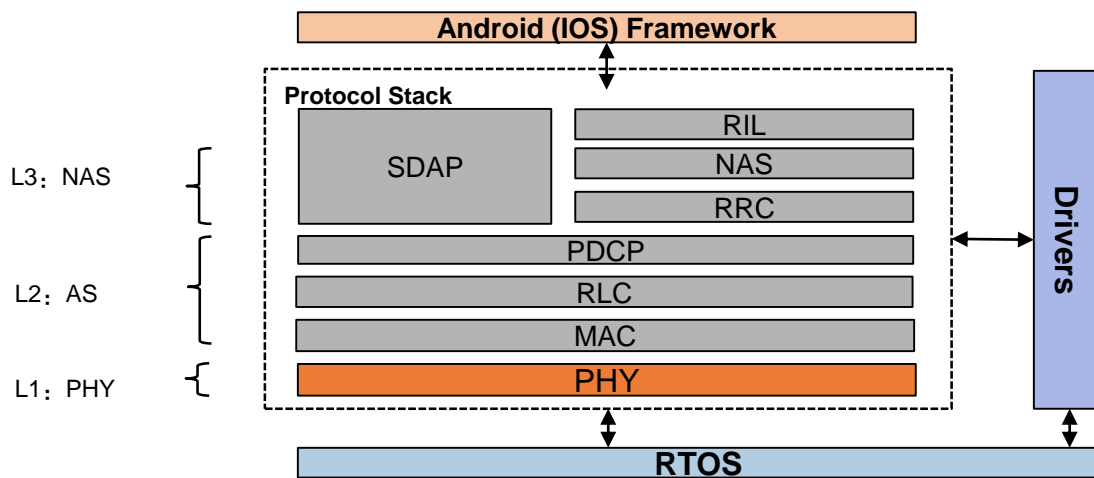 Android (IOS) Framework
Protocol Stack
SDAP
RIL
NAS
RRC
L3：NAS
PDCP
RLC
MAC
L2：AS
PHY
L1：PHY
Drivers
RTOS